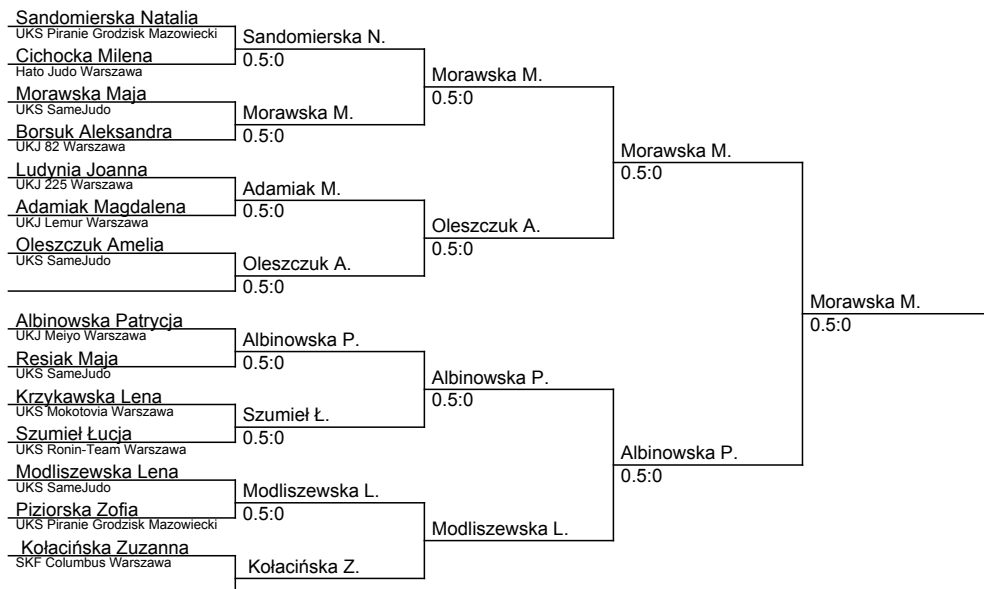 Sandomierska Natalia
UKS Piranie Grodzisk Mazowiecki
Cichocka Milena
Hato Judo Warszawa
Morawska Maja
UKS SameJudo
Borsuk Aleksandra
UKJ 82 Warszawa
Ludynia Joanna
UKJ 225 Warszawa
Adamiak Magdalena
UKJ Lemur Warszawa
Oleszczuk Amelia
UKS SameJudo
Albinowska Patrycja
UKJ Meiyo Warszawa
Resiak Maja
UKS SameJudo
Krzykawska Lena
UKS Mokotovia Warszawa
Szumieł Łucja
UKS Ronin-Team Warszawa
Modliszewska Lena
UKS SameJudo
Piziorska Zofia
UKS Piranie Grodzisk Mazowiecki
Kołacińska Zuzanna
SKF Columbus Warszawa
Sandomierska N.
0.5:0
Morawska M.
0.5:0
Adamiak M.
0.5:0
Oleszczuk A.
0.5:0
Albinowska P.
0.5:0
Szumieł Ł.
0.5:0
Modliszewska L.
0.5:0
Kołacińska Z.
Morawska M.
0.5:0
Oleszczuk A.
0.5:0
Albinowska P.
0.5:0
Modliszewska L.
Morawska M.
0.5:0
Albinowska P.
0.5:0
Morawska M.
0.5:0